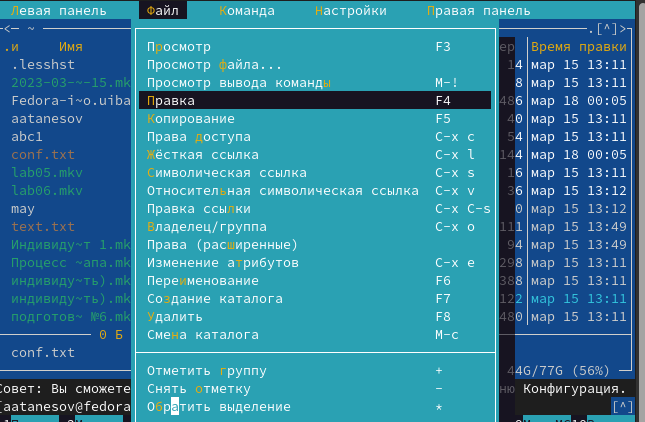 Левая панель Файл Команда Настройки Правая панель
<— ~ .[^]>
.и Имя ер Время правки
Просмотр F3
.lesshst Просмотр файла... 14 мар 15 13:11
2023-03-~-15.mk Просмотр вывода команды M-! 8 мар 15 13:11
Fedora-i~o.uiba Правка F4 486 мар 18 00:05
aatanesov Копирование F5 40 мар 15 13:11
abc1 Права доступа C-x c 54 мар 15 13:11
conf.txt Жёсткая ссылка C-x l 144 мар 18 00:05
lab05.mkv Символическая ссылка C-x s 16 мар 15 13:11
lab06.mkv Относительная символическая ссылка C-x v 36 мар 15 13:12
may Правка ссылки C-x C-s 0 мар 15 13:12
text.txt Владелец/группа C-x o 111 мар 15 13:49
Индивиду~т 1.mk Права (расширенные) 94 мар 15 13:49
Процесс ~апа.mk Изменение атрибутов C-x e 298 мар 15 13:11
индивиду~ть).mk Переименование F6 388 мар 15 13:11
индивиду~ть).mk Создание каталога F7 122 мар 15 13:11
подготов~ №6.mk Удалить F8 480 мар 15 13:11
0 Б Смена каталога M-c
conf.txt
Отметить группу + 44G/77G (56%)
Совет: Вы сможете Снять отметку - ню Конфигурация.
[aatanesov@fedora Обратить выделение * [^]